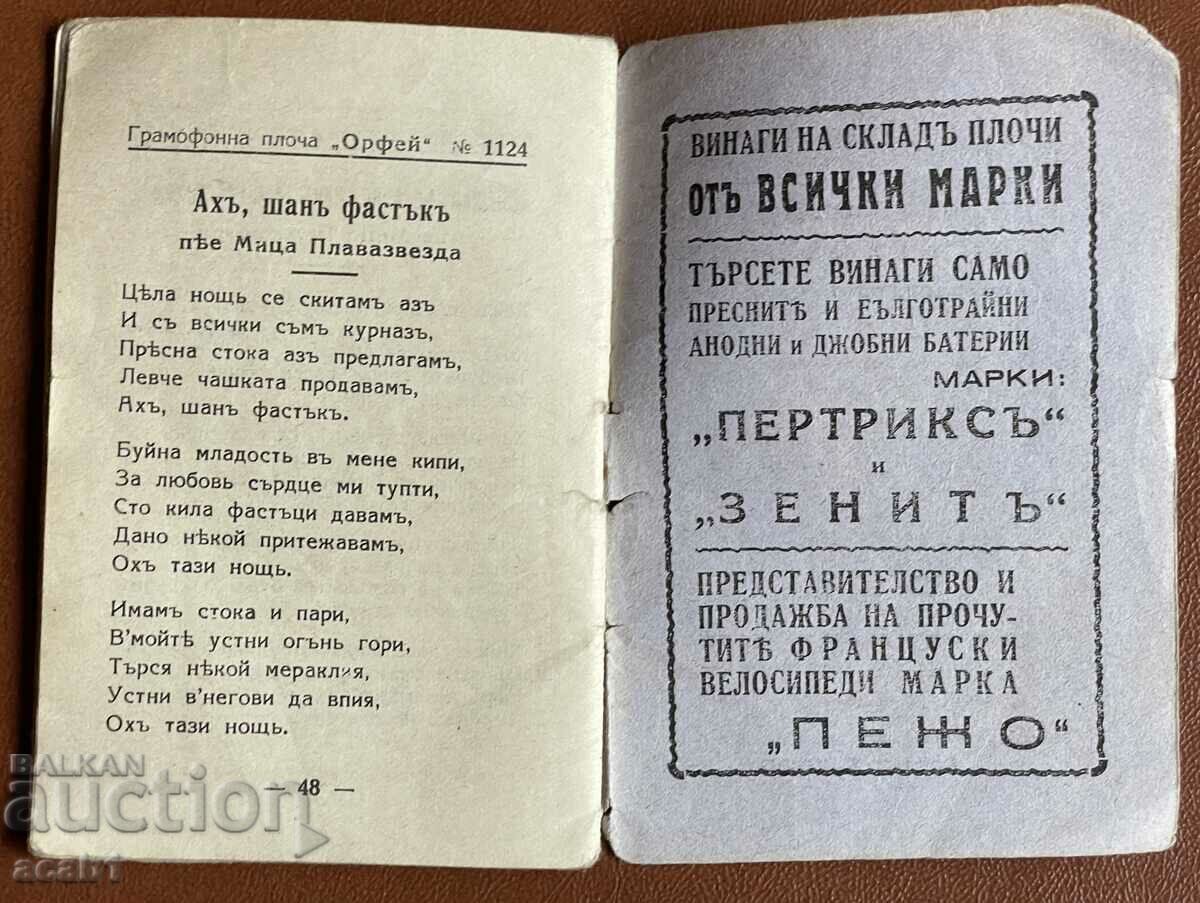 Грамофонна плоча „Орфей“ № 1124
Ахъ, шанъ фастъкъ
пѣе Мица Плавазвезда
Цѣла нощь се скитамъ азъ
И съ всички съмъ курназъ,
Прѣсна стока азъ предлагамъ,
Левче чашката продавамъ,
Ахъ, шанъ фастъкъ.
Буйна младость въ мене кипи,
За любовь сърдце ми тупти,
Сто кила фастъци давамъ,
Дано нѣкой притежавамъ,
Охъ тази нощь.
Имамъ стока и пари,
В'мойтѣ устни огънь гори,
Търся нѣкой мераклия,
Устни в'негови да впия,
Охъ тази нощь.
— 48 —
ВИНАГИ НА СКЛАДЪ ПЛОЧИ
ОТЪ ВСИЧКИ МАРКИ
ТЪРСЕТЕ ВИНАГИ САМО
ПРЕСНИТѢ И ЕЪЛГОТРАЙНИ
АНОДНИ И ДЖОБНИ БАТЕРИИ
МАРКИ:
„ПЕРТРИКСЪ“
и
„ЗЕНИТЪ“
ПРЕДСТАВИТЕЛСТВО И
ПРОДАЖБА НА ПРОЧУ-
ТИТѢ ФРАНЦУСКИ
ВЕЛОСИПЕДИ МАРКА
„ПЕЖО“
BALKAN
auction
acab1